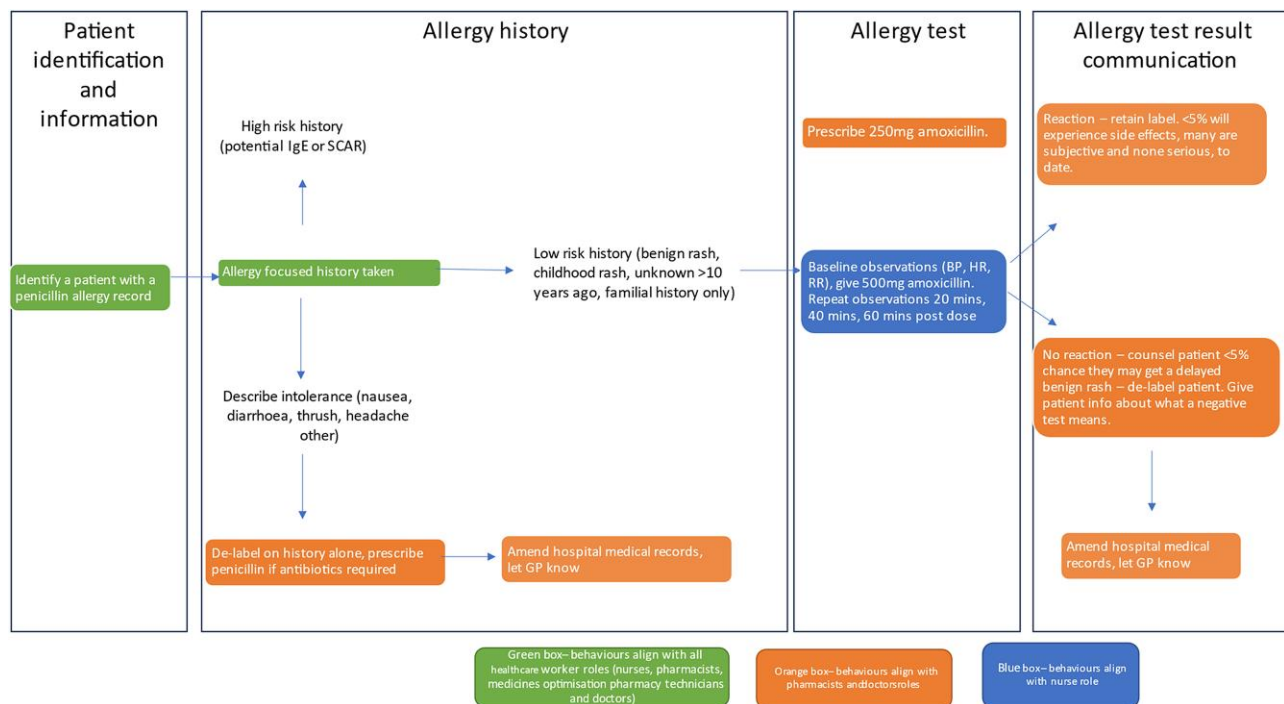 Patient
identification
and
information
Allergy history
Allergy test
Allergy test result
communication
High risk history
(potential IgE or SCAR)
Prescribe 250mg amoxicillin.
Reaction – retain label. <5% will
experience side effects, many are
subjective and none serious, to
date.
Identify a patient with a
penicillin allergy record
Allergy focused history taken
Low risk history (benign rash,
childhood rash, unknown >10
years ago, familial history only)
Baseline observations (BP, HR,
RR), give 500mg amoxicillin.
Repeat observations 20 mins,
40 mins, 60 mins post dose
No reaction – counsel patient <5%
chance they may get a delayed
benign rash – de-label patient. Give
patient info about what a negative
test means.
Describe intolerance (nausea,
diarrhoea, thrush, headache
other)
De-label on history alone, prescribe
penicillin if antibiotics required
Amend hospital medical records,
let GP know
Amend hospital medical
records, let GP know
Green box– behaviours align with all
healthcare worker roles (nurses, pharmacists,
medicines optimisation pharmacy technicians
and doctors)
Orange box– behaviours align with
pharmacists anddoctorsroles
Blue box– behaviours align
with nurse role